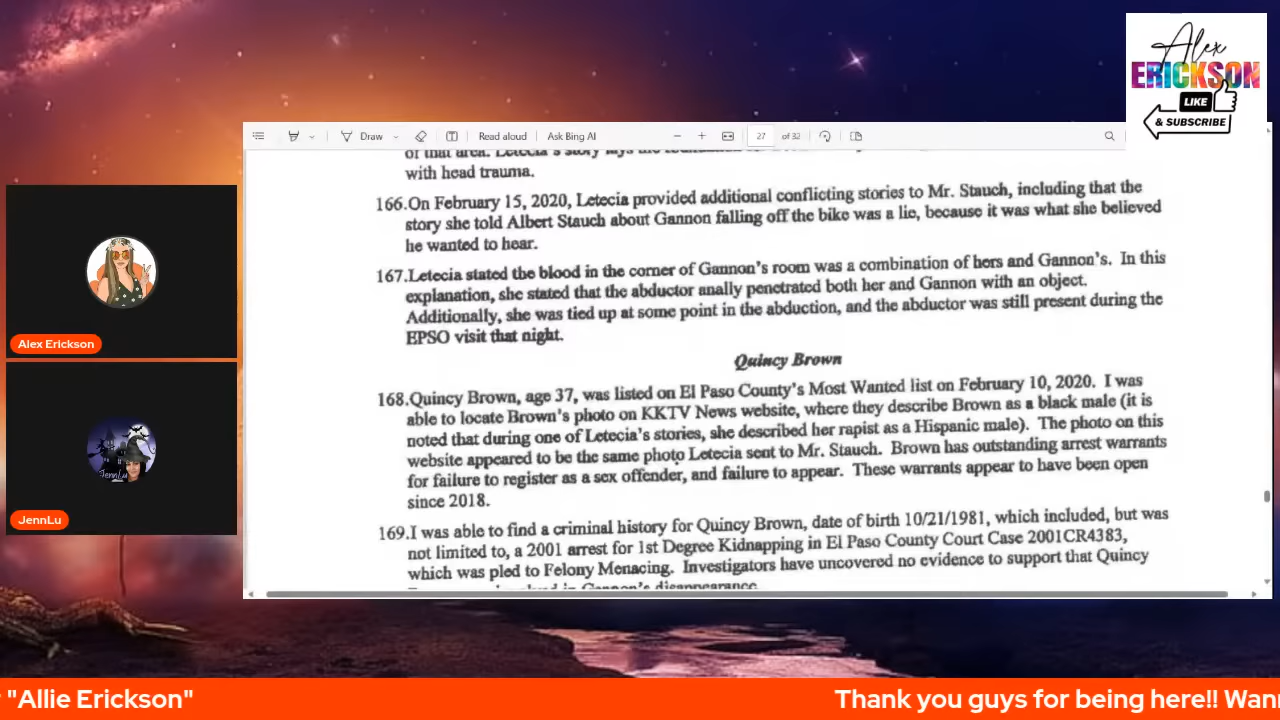 Alex
ERICKSON
LIKE
& SUBSCRIBE
Draw
Read aloud
Ask Bing AI
27
of 32
with head trauma.
166.On February 15, 2020, Letecia provided additional conflicting stories to Mr. Stauch, including that the
story she told Albert Stauch about Gannon falling off the bike was a lie, because it was what she believed
he wanted to hear.
167.Letecia stated the blood in the corner of Gannon's room was a combination of hers and Gannon's. In this
explanation, she stated that the abductor anally penetrated both her and Gannon with an object.
Additionally, she was tied up at some point in the abduction, and the abductor was still present during the
EPSO visit that night.
Quincy Brown
168.Quincy Brown, age 37, was listed on El Paso County's Most Wanted list on February 10, 2020. I was
able to locate Brown's photo on KKTV News website, where they describe Brown as a black male (it is
noted that during one of Letecia's stories, she described her rapist as a Hispanic male). The photo on this
website appeared to be the same photo Letecia sent to Mr. Stauch. Brown has outstanding arrest warrants
for failure to register as a sex offender, and failure to appear. These warrants appear to have been open
since 2018.
169.I was able to find a criminal history for Quincy Brown, date of birth 10/21/1981, which included, but was
not limited to, a 2001 arrest for 1st Degree Kidnapping in El Paso County Court Case 2001CR4383,
which was pled to Felony Menacing. Investigators have uncovered no evidence to support that Quincy
in Gannon's disappearance
Alex Erickson
JennLu
"Allie Erickson"
Thank you guys for being here!! Wan